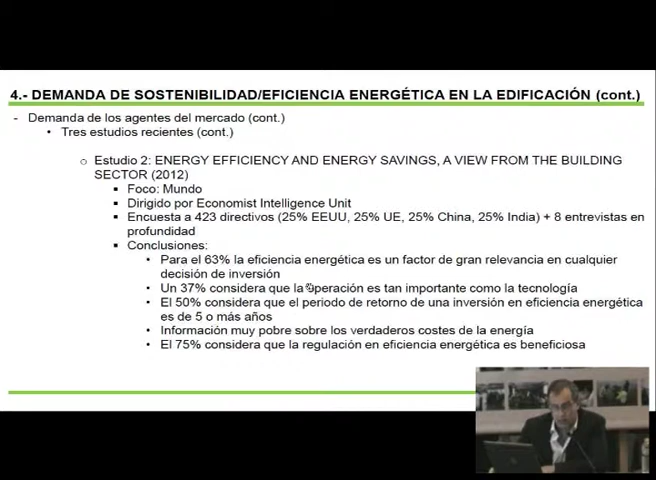 4.- DEMANDA DE SOSTENIBILIDAD/EFICIENCIA ENERGÉTICA EN LA EDIFICACIÓN (cont.)
- Demanda de los agentes del mercado (cont.)
• Tres estudios recientes (cont.)
o Estudio 2: ENERGY EFFICIENCY AND ENERGY SAVINGS, A VIEW FROM THE BUILDING
SECTOR (2012)
▪ Foco: Mundo
▪ Dirigido por Economist Intelligence Unit
▪ Encuesta a 423 directivos (25% EEUU, 25% UE, 25% China, 25% India) + 8 entrevistas en
profundidad
▪ Conclusiones:
• Para el 63% la eficiencia energética es un factor de gran relevancia en cualquier
decisión de inversión
• Un 37% considera que la operación es tan importante como la tecnología
• El 50% considera que el periodo de retorno de una inversión en eficiencia energética
es de 5 o más años
• Información muy pobre sobre los verdaderos costes de la energía
• El 75% considera que la regulación en eficiencia energética es beneficiosa